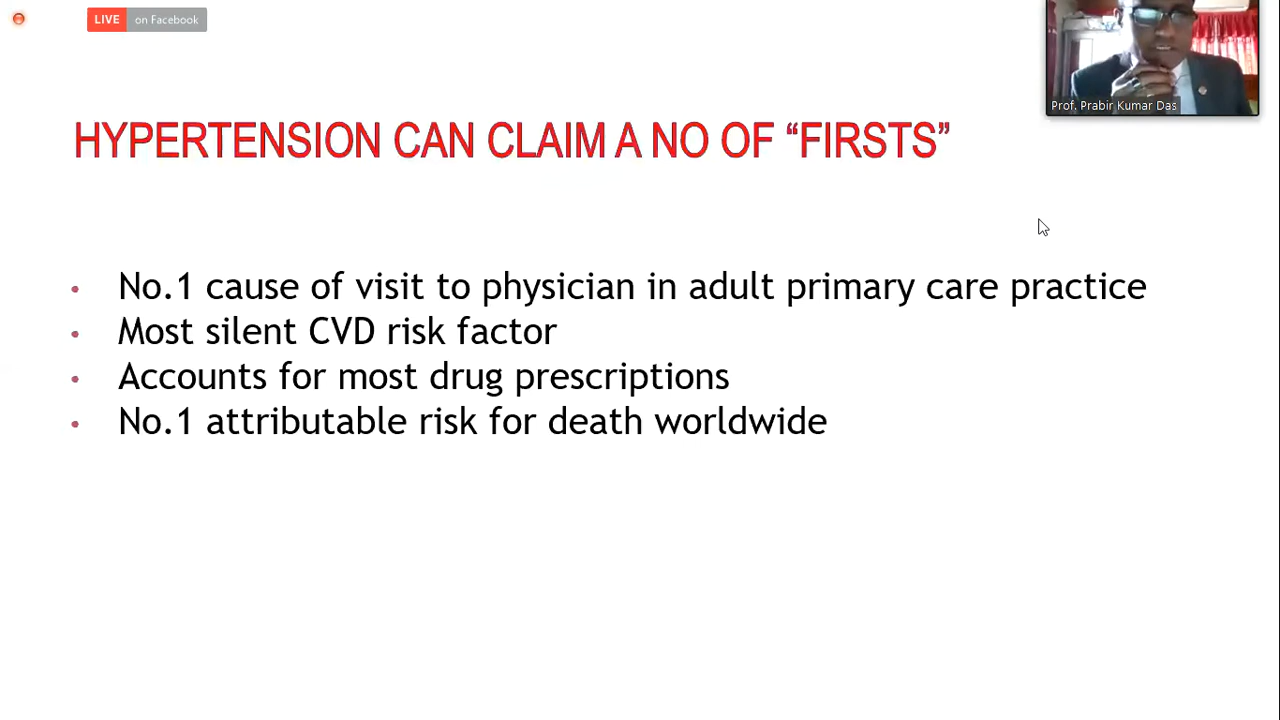 LIVE on Facebook
Prof. Prabir Kumar Das
HYPERTENSION CAN CLAIM A NO OF “FIRSTS”
• No.1 cause of visit to physician in adult primary care practice
• Most silent CVD risk factor
• Accounts for most drug prescriptions
• No.1 attributable risk for death worldwide